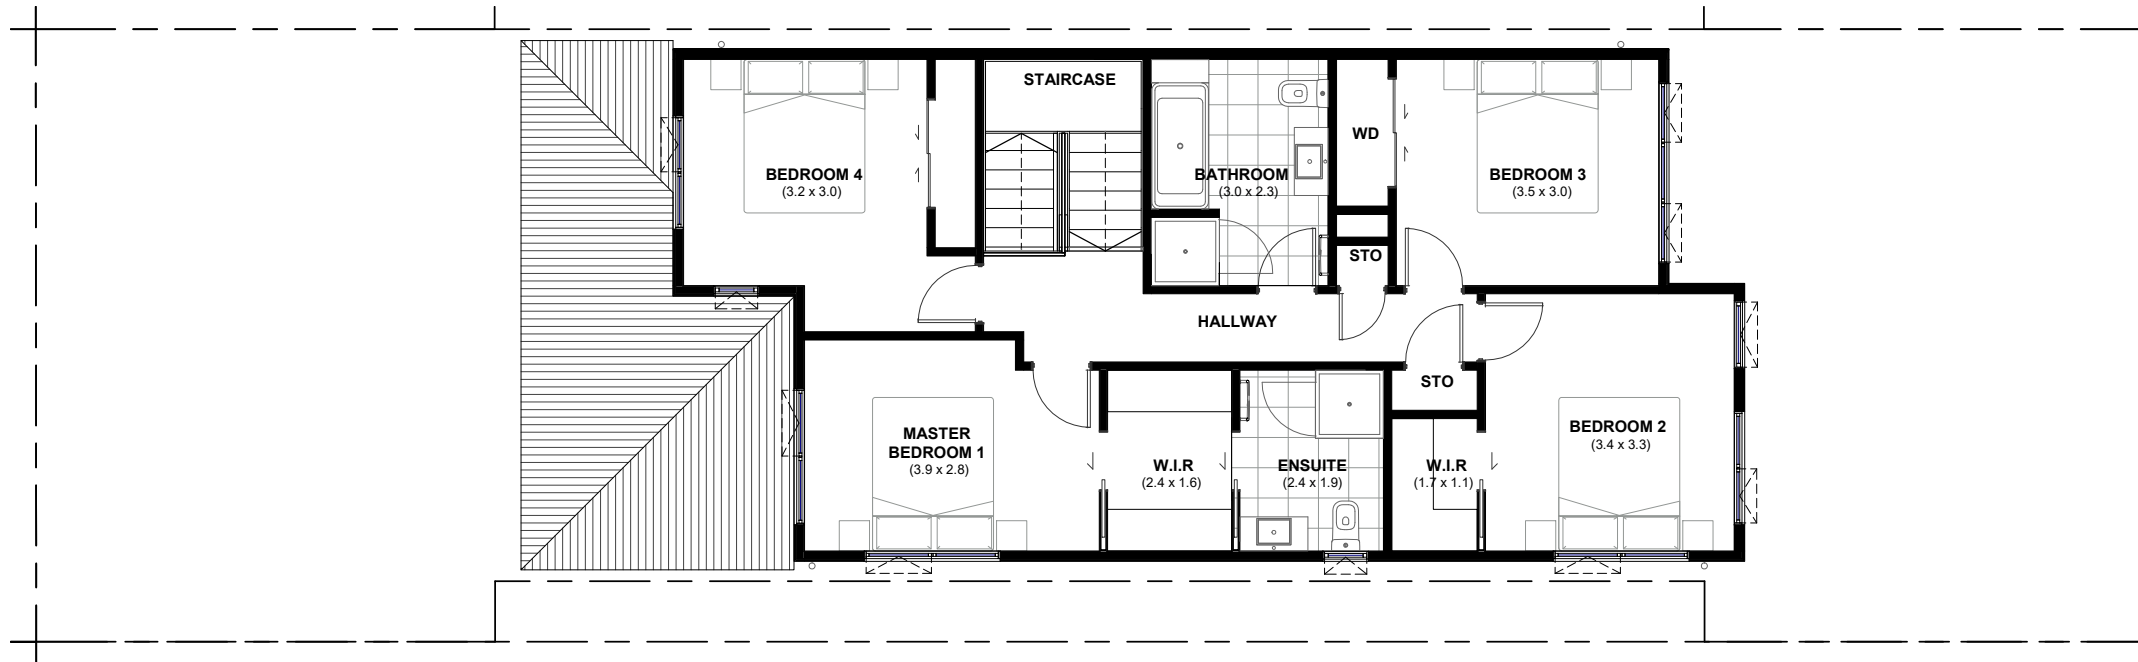 STAIRCASE
WD
BEDROOM 4
(3.2 x 3.0)
BATHROOM
(3.0 x 2.3)
BEDROOM 3
(3.5 x 3.0)
STO
HALLWAY
STO
MASTER
BEDROOM 1
(3.9 x 2.8)
W.I.R
(2.4 x 1.6)
ENSUITE
(2.4 x 1.9)
W.I.R
(1.7 x 1.1)
BEDROOM 2
(3.4 x 3.3)